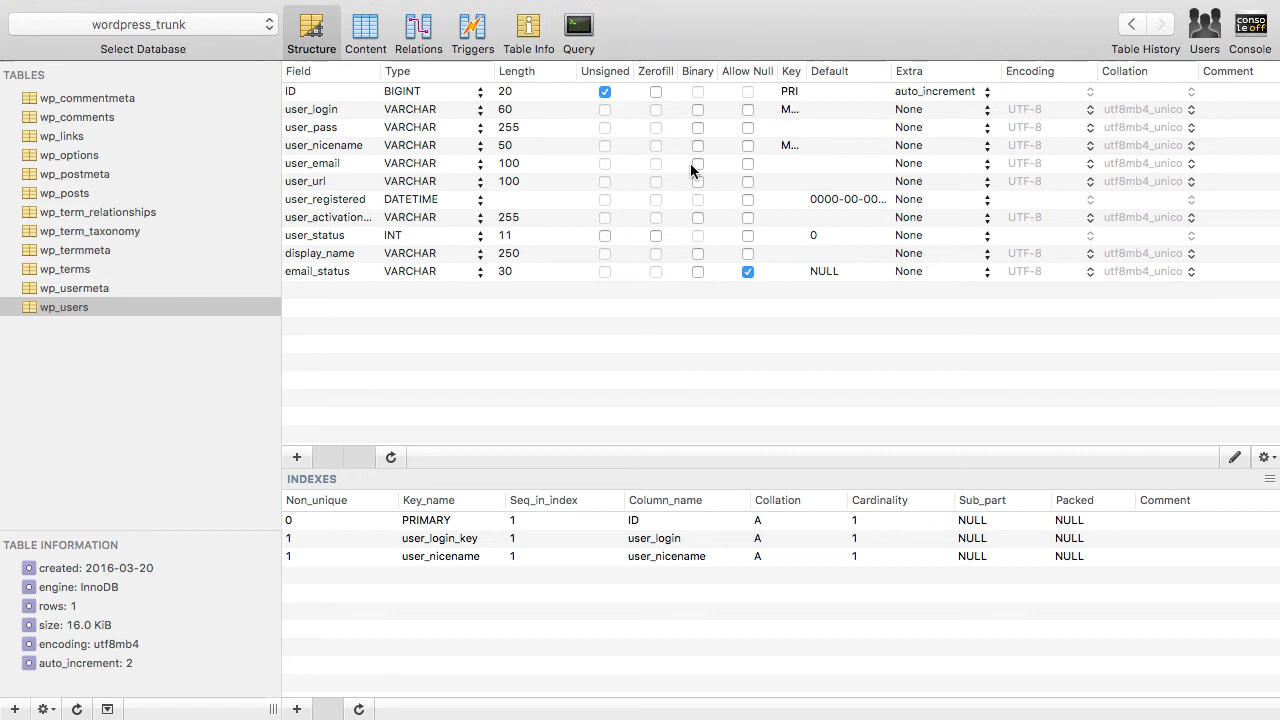 wordpress_trunk
Select Database
Structure Content Relations Triggers Table Info Query
Table History Users Console
conso
le off
TABLES
wp_commentmeta
wp_comments
wp_links
wp_options
wp_postmeta
wp_posts
wp_term_relationships
wp_term_taxonomy
wp_termmeta
wp_terms
wp_usermeta
wp_users
TABLE INFORMATION
created: 2016-03-20
engine: InnoDB
rows: 1
size: 16.0 KiB
encoding: utf8mb4
auto_increment: 2
Field Type Length Unsigned Zerofill Binary Allow Null Key Default Extra Encoding Collation Comment
ID BIGINT 20 PRI auto_increment
user_login VARCHAR 60 M... None UTF-8 utf8mb4_unico
user_pass VARCHAR 255 None UTF-8 utf8mb4_unico
user_nicename VARCHAR 50 M... None UTF-8 utf8mb4_unico
user_email VARCHAR 100 None UTF-8 utf8mb4_unico
user_url VARCHAR 100 None UTF-8 utf8mb4_unico
user_registered DATETIME 0000-00-00... None
user_activation... VARCHAR 255 None UTF-8 utf8mb4_unico
user_status INT 11 0 None
display_name VARCHAR 250 None UTF-8 utf8mb4_unico
email_status VARCHAR 30 NULL None UTF-8 utf8mb4_unico
INDEXES
Non_unique Key_name Seq_in_index Column_name Collation Cardinality Sub_part Packed Comment
0 PRIMARY 1 ID A 1 NULL NULL
1 user_login_key 1 user_login A 1 NULL NULL
1 user_nicename 1 user_nicename A 1 NULL NULL